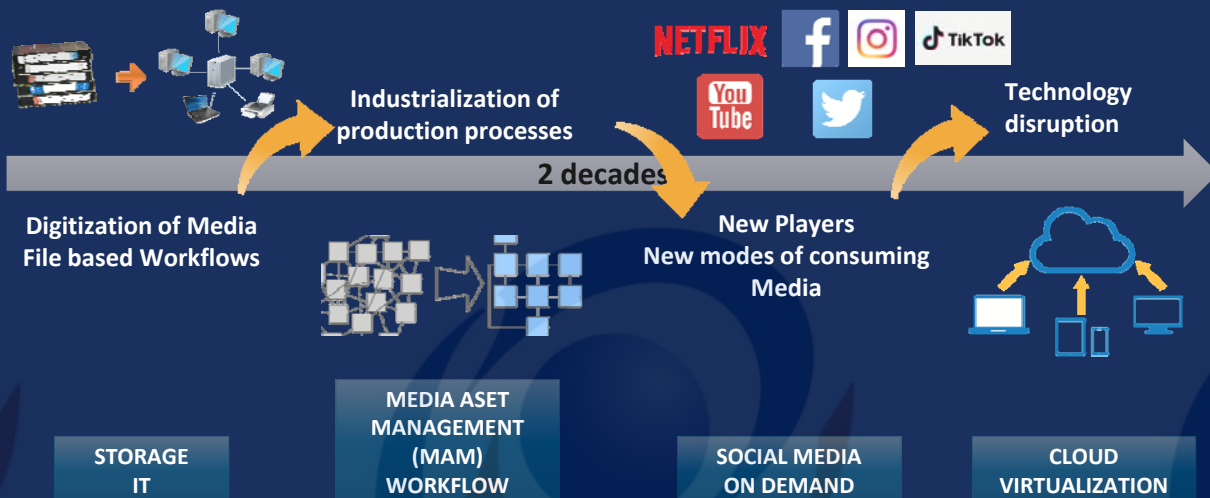 NETFLIX
f
TikTok
You
Tube
Industrialization of
production processes
Technology
disruption
2 decades
Digitization of Media
File based Workflows
New Players
New modes of consuming
Media
STORAGE
IT
MEDIA ASET
MANAGEMENT
(MAM)
WORKFLOW
SOCIAL MEDIA
ON DEMAND
CLOUD
VIRTUALIZATION